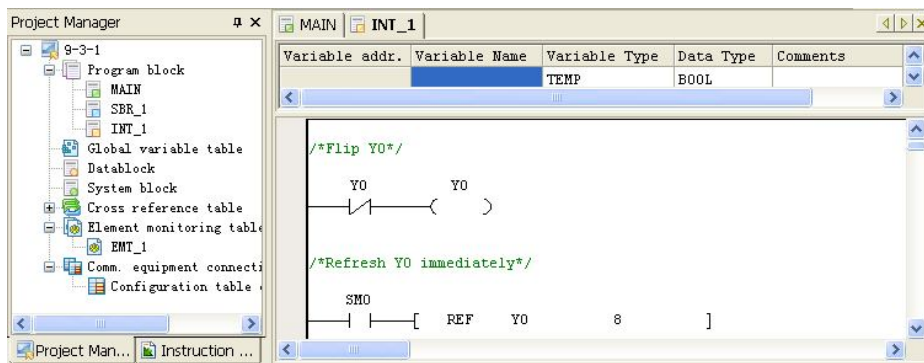 Project Manager
9-3-1
Program block
MAIN
SBR_1
INT_1
Global variable table
Datablock
System block
Cross reference table
Element monitoring table
EMT_1
Comm. equipment connecti
Configuration table
Project Man...
Instruction ...
MAIN
INT_1
Variable addr. Variable Name Variable Type Data Type Comments
TEMP BOOL
/*Flip Y0*/
Y0 Y0
/*Refresh Y0 immediately*/
SM0
[ REF Y0 8 ]